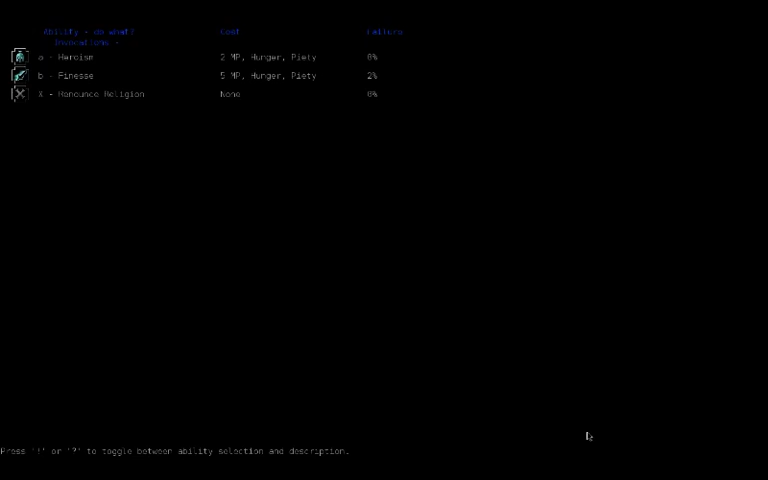 Ability - do what? Cost Failure
Invocations -
a - Heroism 2 MP, Hunger, Piety 0%
b - Finesse 5 MP, Hunger, Piety 2%
X - Renounce Religion None 0%
Press '!' or '?' to toggle between ability selection and description.